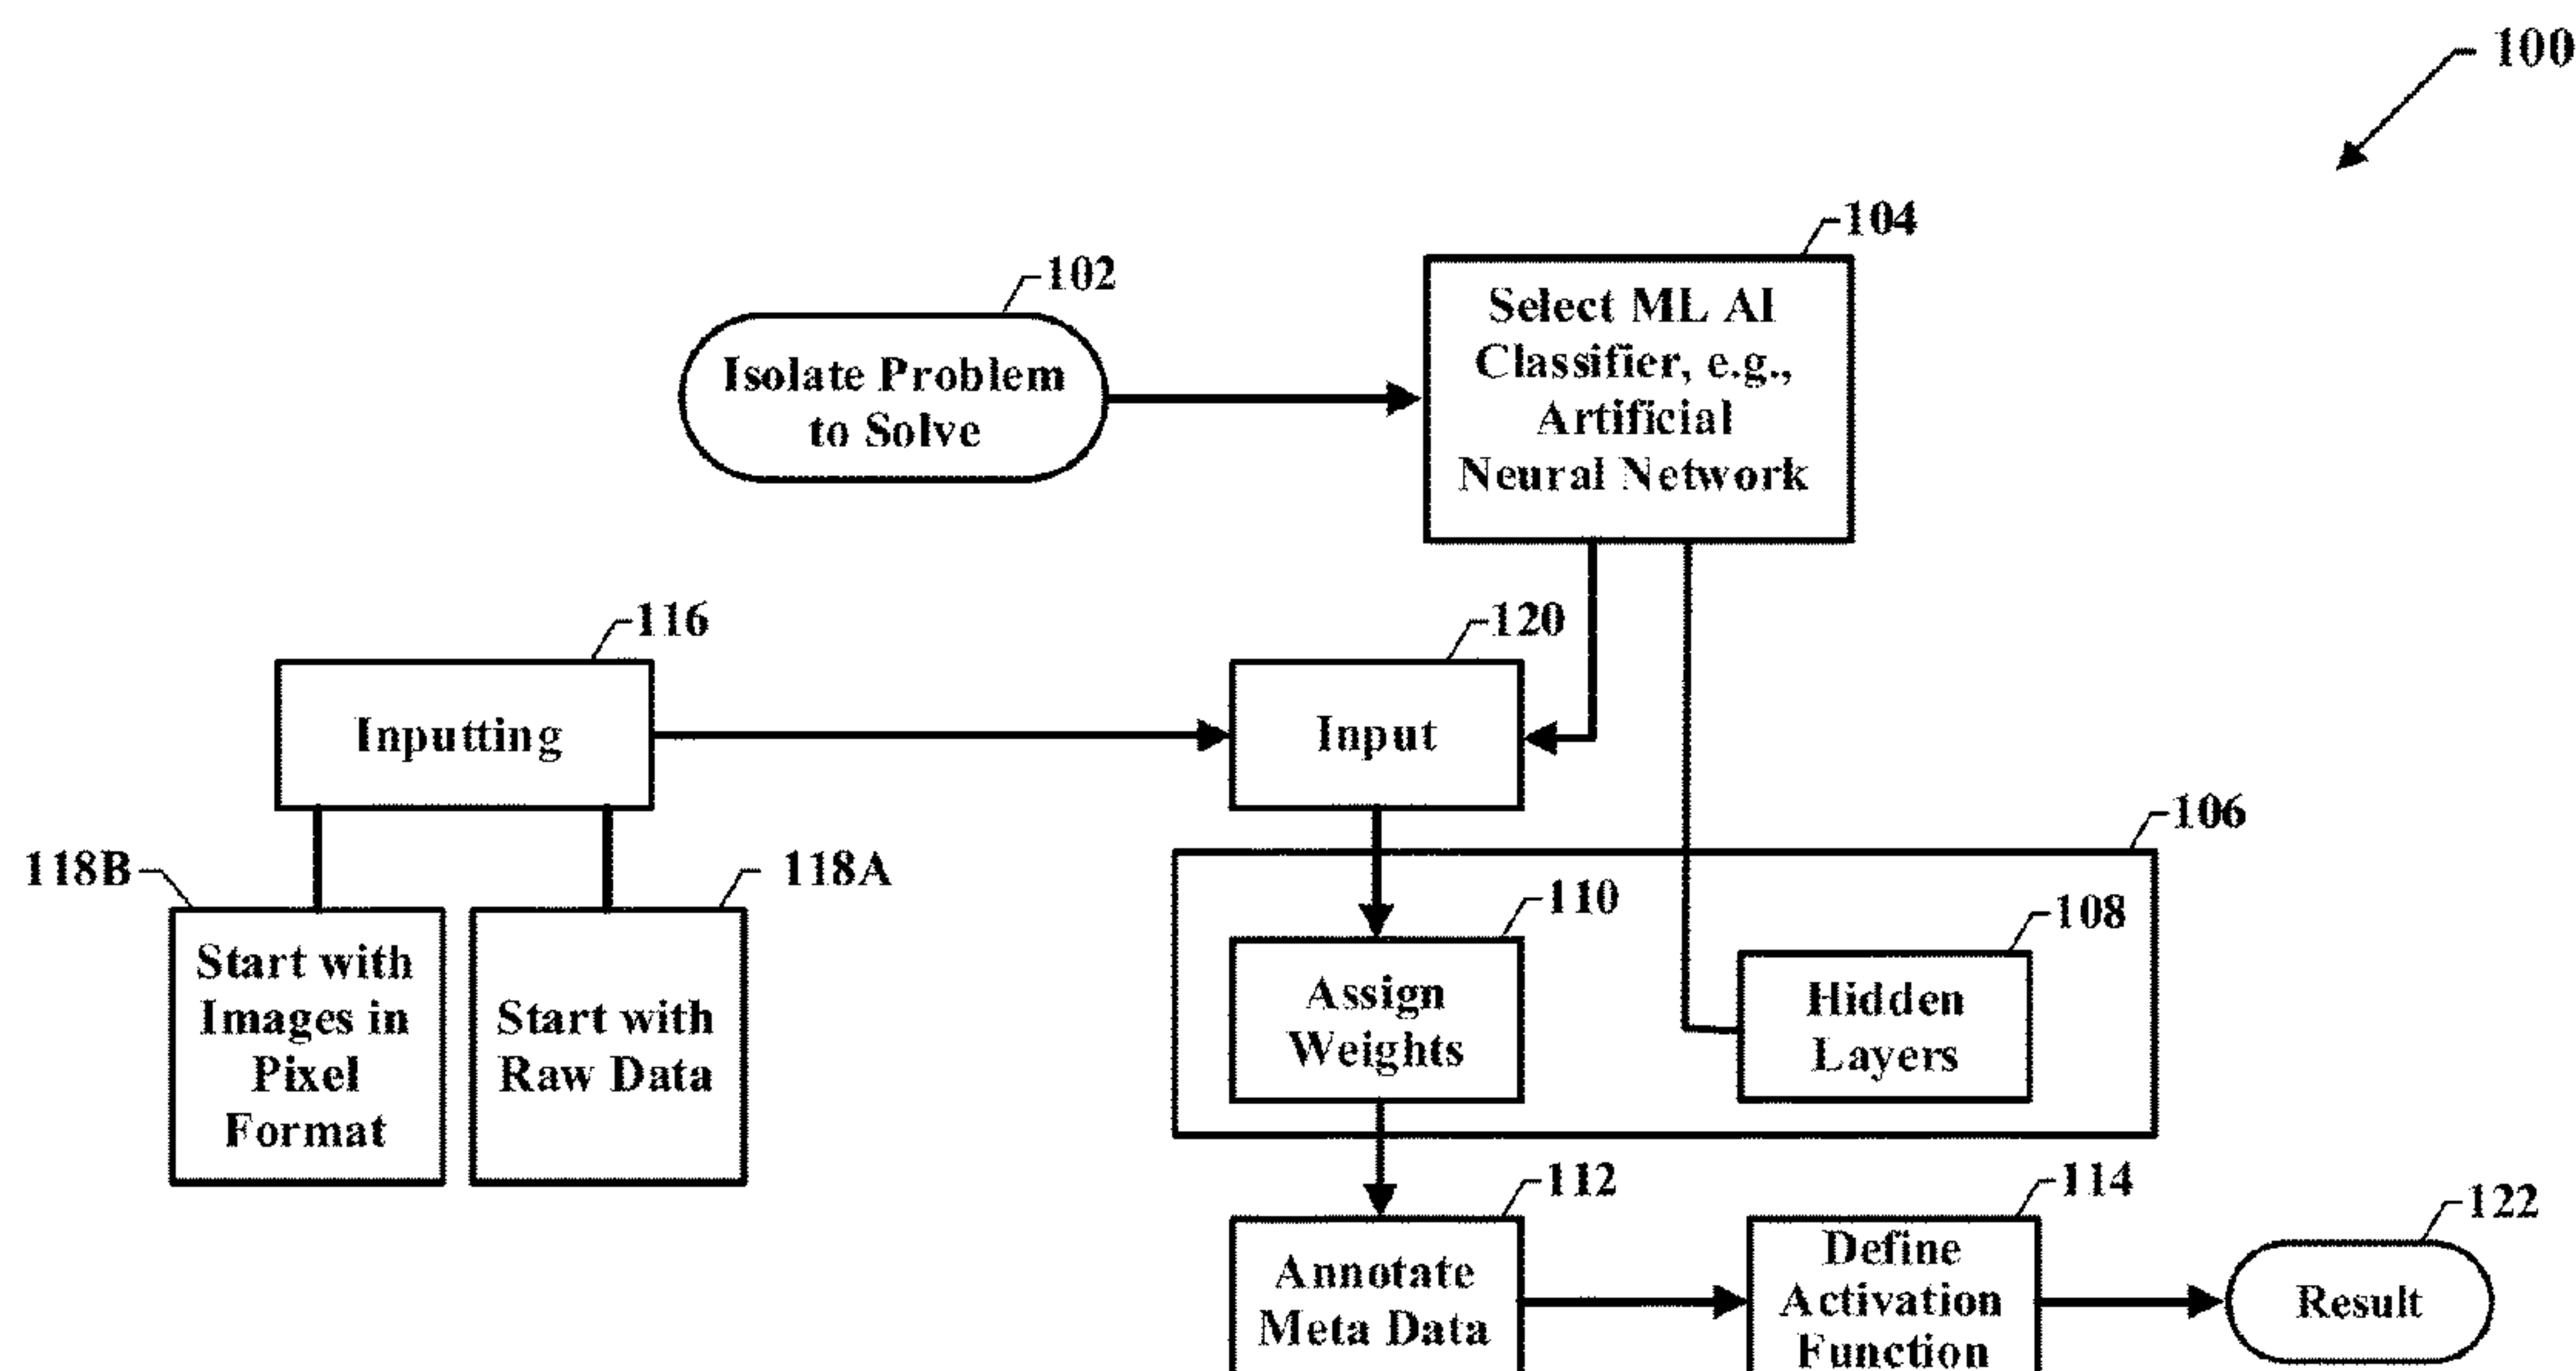 100
104
102
Select ML AI
Classifier, e.g.,
Artificial
Neural Network
Isolate Problem
to Solve
116
120
Inputting
Input
106
118B
118A
110
108
Start with
Images in
Pixel
Format
Start with
Raw Data
Assign
Weights
Hidden
Layers
112
114
122
Annotate
Meta Data
Define
Activation
Function
Result